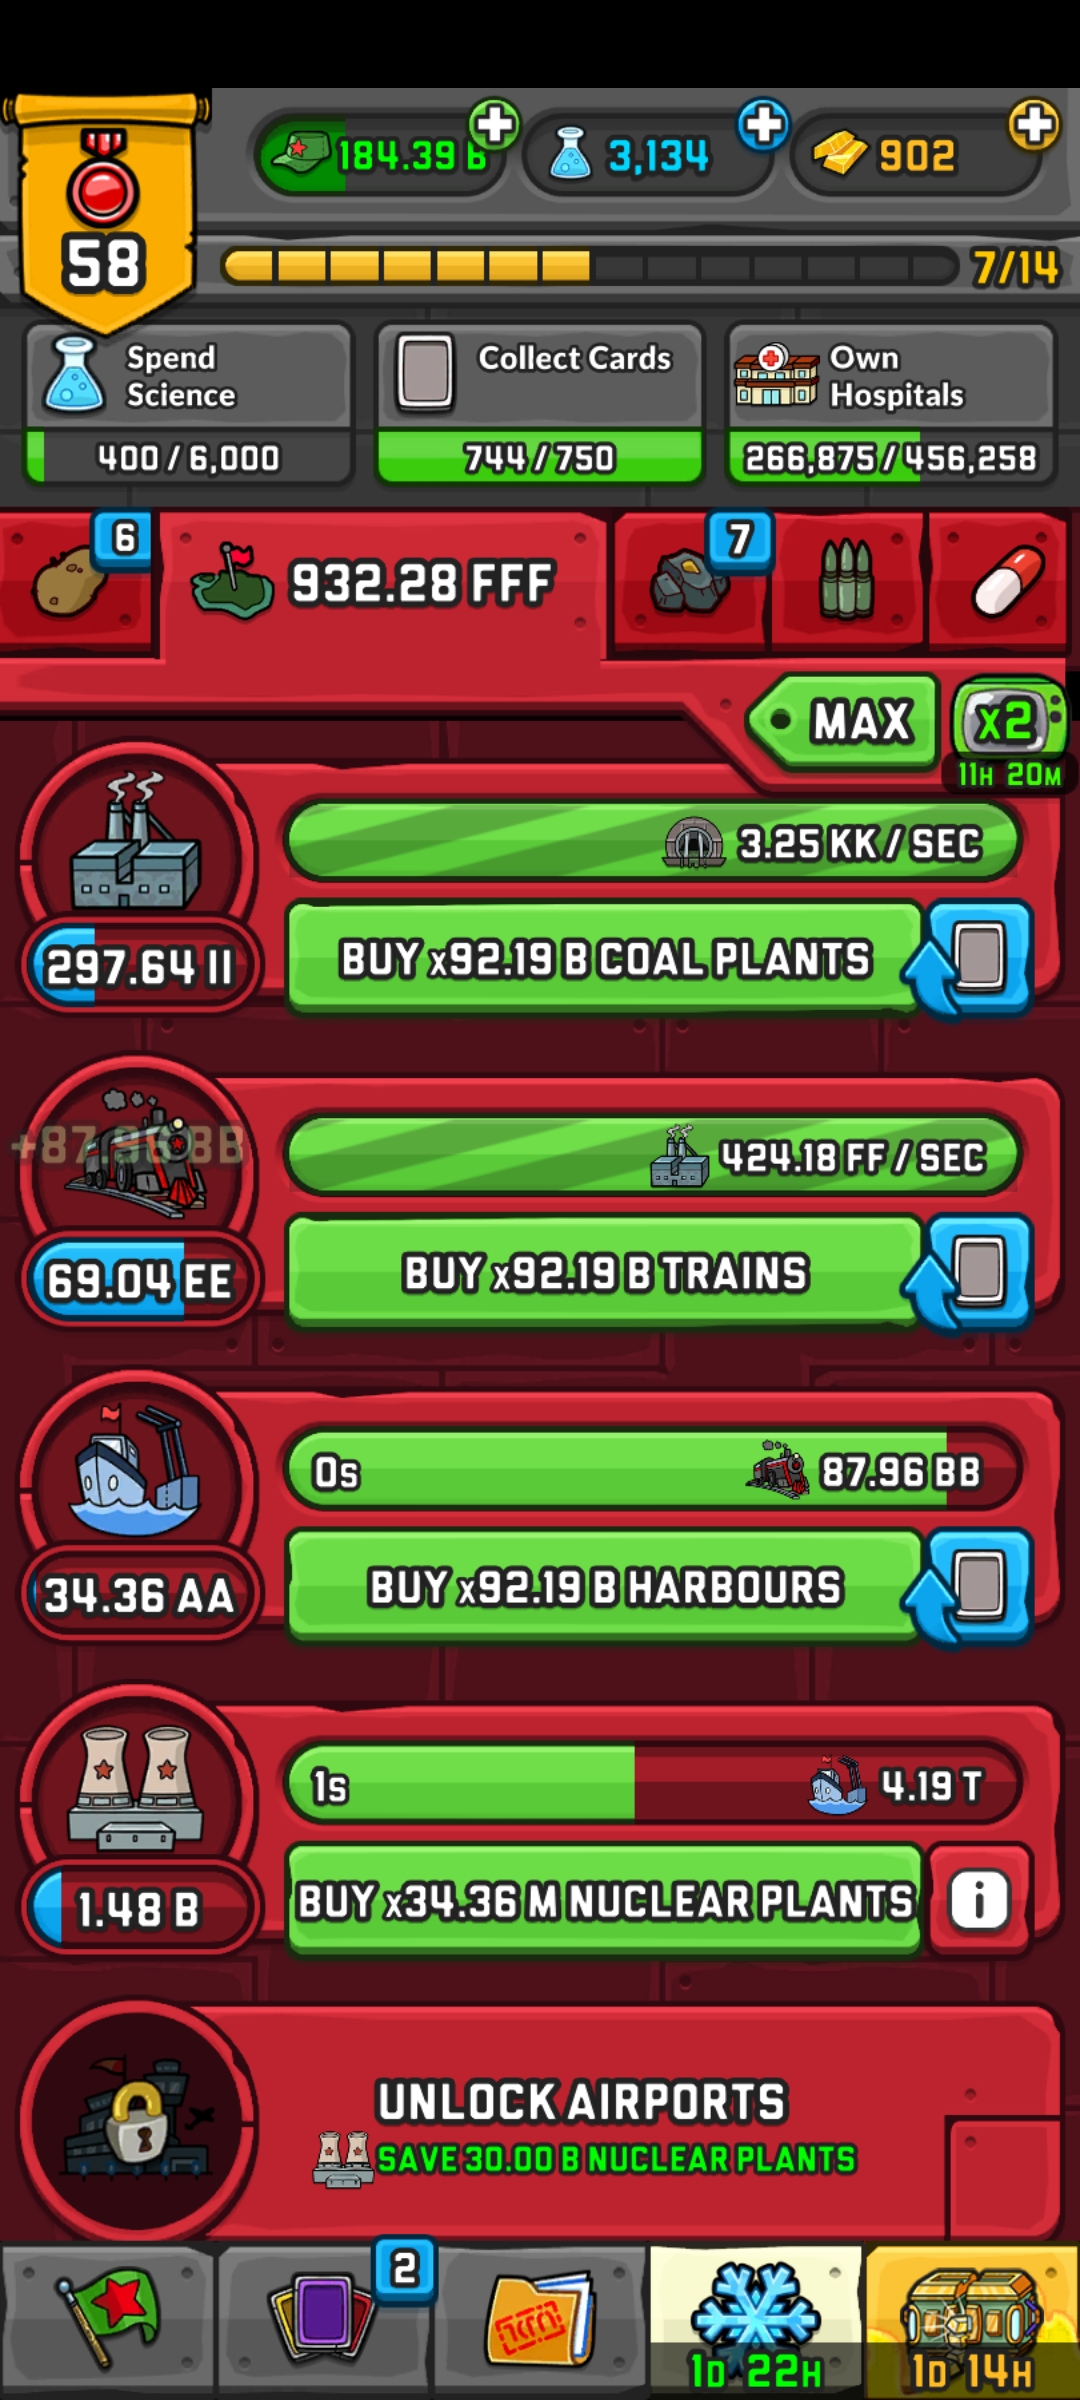 58
184.39 B
3,134
902
7/14
Spend
Science
400 / 6,000
Collect Cards
744 / 750
Own
Hospitals
266,875 / 456,258
6
932.28 FFF
7
MAX
x2
11H 20M
3.25 KK / SEC
297.64 II
BUY x92.19 B COAL PLANTS
+87.96 BB
424.18 FF / SEC
69.04 EE
BUY x92.19 B TRAINS
0s
87.96 BB
34.36 AA
BUY x92.19 B HARBOURS
1s
4.19 T
1.48 B
BUY x34.36 M NUCLEAR PLANTS
i
UNLOCK AIRPORTS
SAVE 30.00 B NUCLEAR PLANTS
2
1D 22H
1D 14H